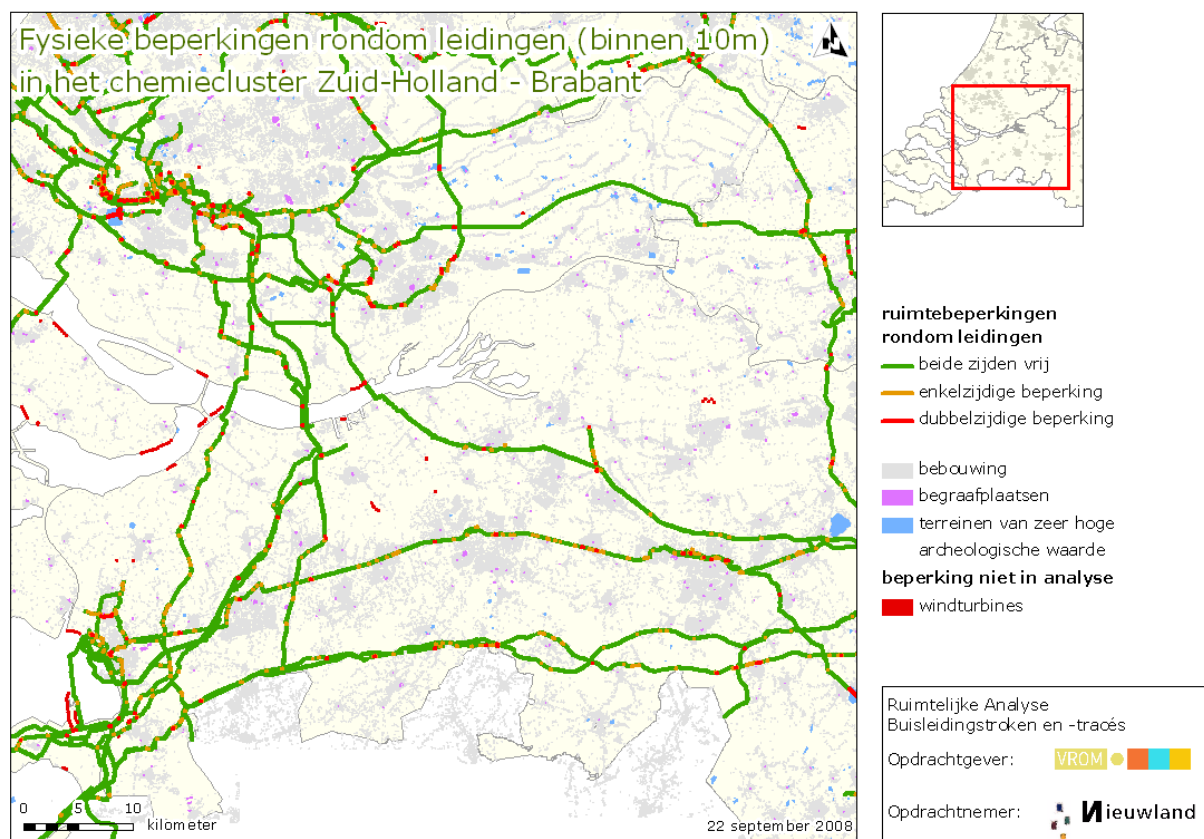 Fysieke beperkingen rondom leidingen (binnen 10m)
in het chemiecluster Zuid-Holland - Brabant
N
ruimtebeperkingen
rondom leidingen
beide zijden vrij
enkelzijdige beperking
dubbelzijdige beperking
bebouwing
begraafplaatsen
terreinen van zeer hoge
archeologische waarde
beperking niet in analyse
windturbines
0 5 10
kilometer
22 september 2008
Ruimtelijke Analyse
Buisleidingstroken en -tracés
Opdrachtgever: VROM
Opdrachtnemer: Nieuwland